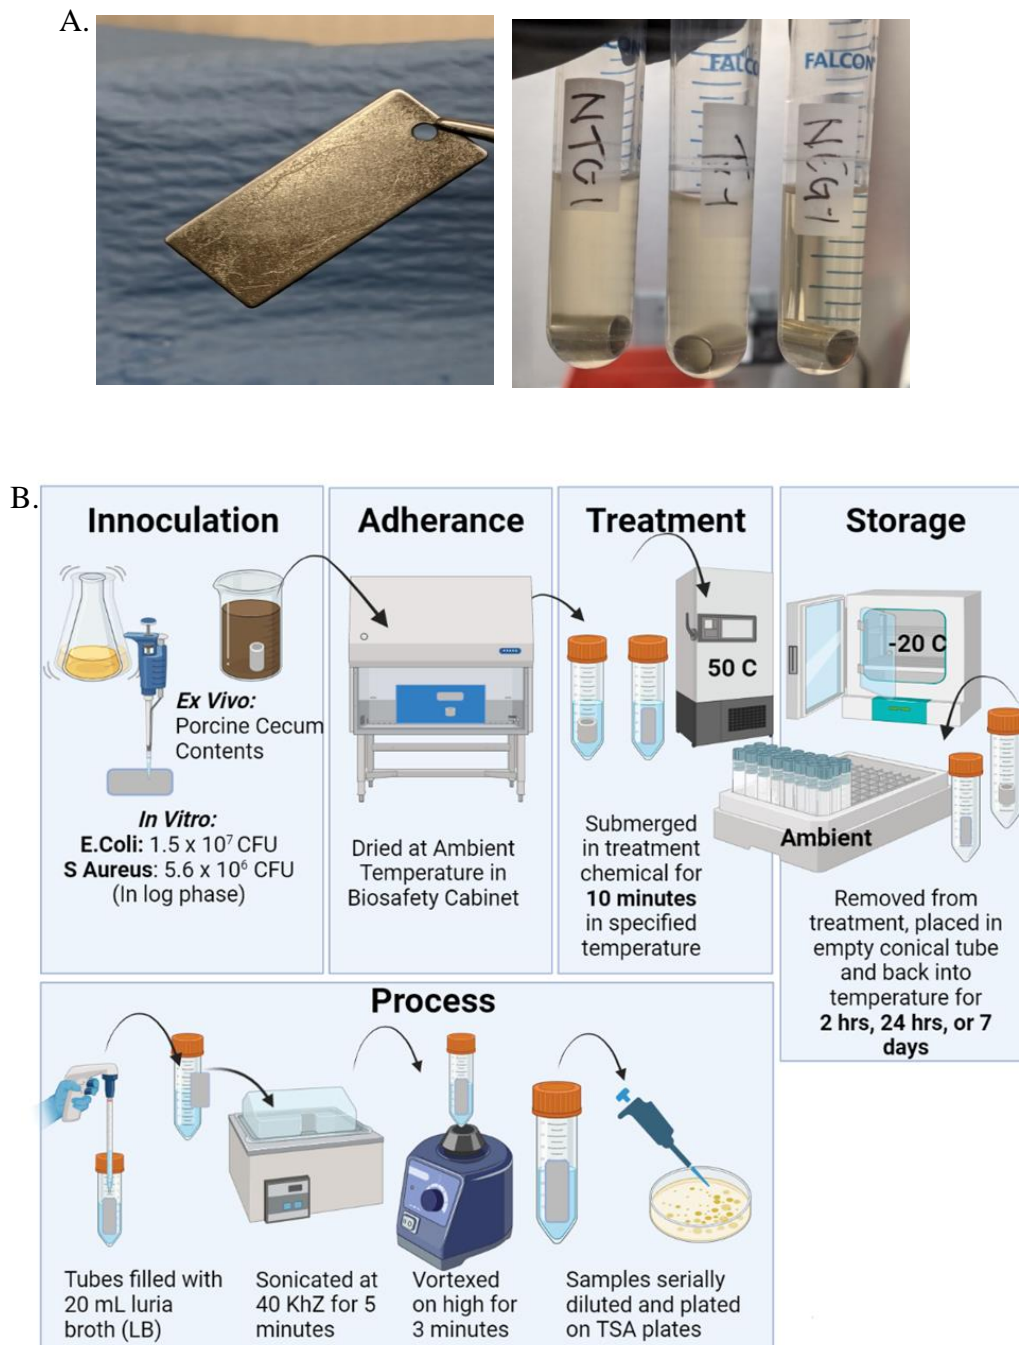 A.
FALCON
FALCON
NTG1
NEG-1
B.
Innoculation
Ex Vivo:
Porcine Cecum
Contents
In Vitro:
E.Coli: 1.5 x 10⁷ CFU
S Aureus: 5.6 x 10⁶ CFU
(In log phase)
Adherance
Dried at Ambient
Temperature in
Biosafety Cabinet
Treatment
50 C
Submerged
in treatment
chemical for
10 minutes
in specified
temperature
Storage
-20 C
Ambient
Removed from
treatment, placed in
empty conical tube
and back into
temperature for
2 hrs, 24 hrs, or 7
days
Process
Tubes filled with
20 mL luria
broth (LB)
Sonicated at
40 KhZ for 5
minutes
Vortexed
on high for
3 minutes
Samples serially
diluted and plated
on TSA plates